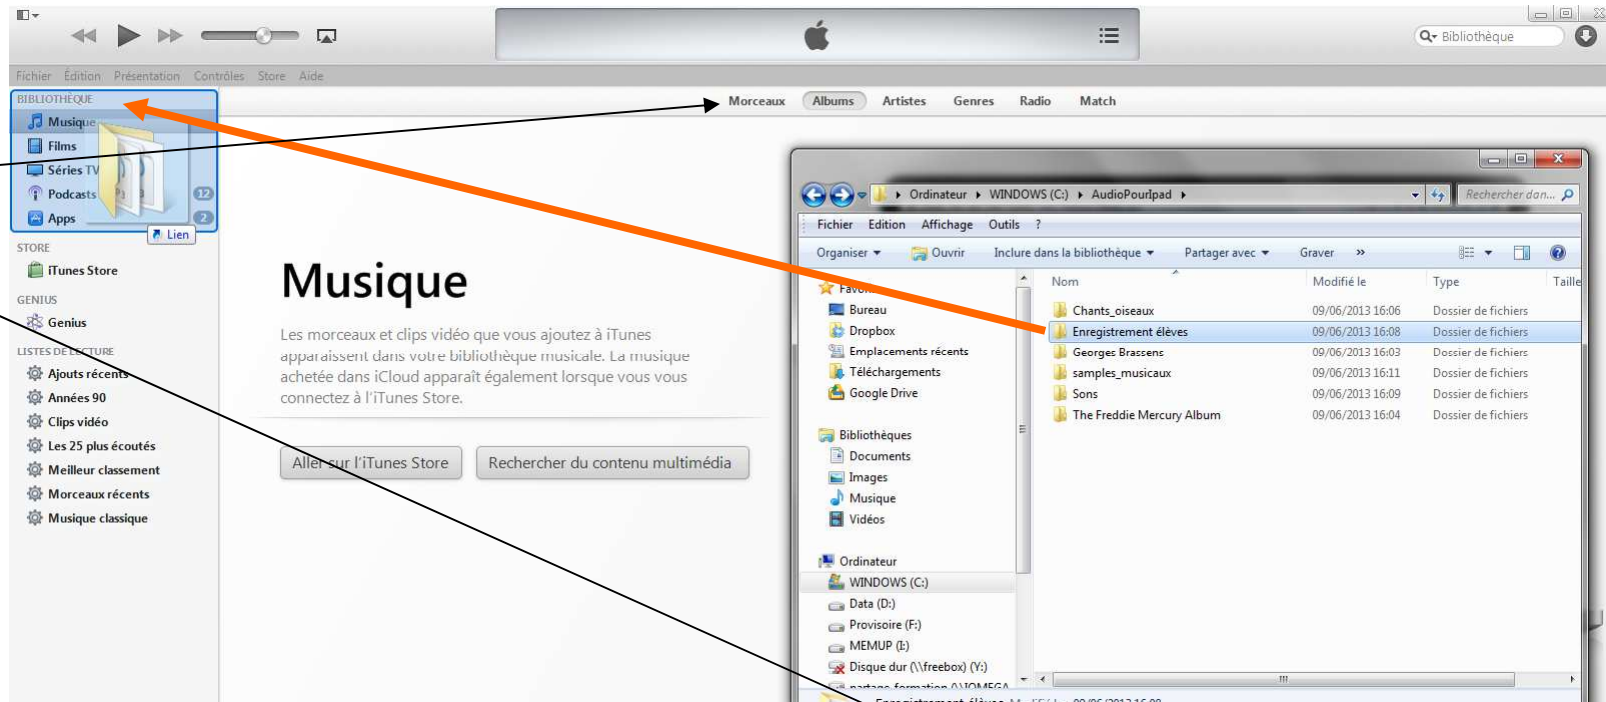 Bibliothèque
Fichier Édition Présentation Contrôles Store Aide
BIBLIOTHÈQUE
Musique
Films
Séries TV
Podcasts 12
Apps 2
Lien
STORE
iTunes Store
GENIUS
Genius
LISTES DE LECTURE
Ajouts récents
Années 90
Clips vidéo
Les 25 plus écoutés
Meilleur classement
Morceaux récents
Musique classique
Morceaux Albums Artistes Genres Radio Match
Musique
Les morceaux et clips vidéo que vous ajoutez à iTunes
apparaissent dans votre bibliothèque musicale. La musique
achetée dans iCloud apparaît également lorsque vous vous
connectez à l'iTunes Store.
Aller sur l'iTunes Store Rechercher du contenu multimédia
Ordinateur WINDOWS (C:) AudioPourIpad Rechercher dan...
Fichier Edition Affichage Outils ?
Organiser Ouvrir Inclure dans la bibliothèque Partager avec Graver »
Bureau
Dropbox
Emplacements récents
Téléchargements
Google Drive
Bibliothèques
Documents
Images
Musique
Vidéos
Ordinateur
WINDOWS (C:)
Data (D:)
Provisoire (F:)
MEMUP (I:)
Disque dur (\\freebox) (Y:)
Nom Modifié le Type Taille
Chants_oiseaux 09/06/2013 16:06 Dossier de fichiers
Enregistrement élèves 09/06/2013 16:08 Dossier de fichiers
Georges Brassens 09/06/2013 16:03 Dossier de fichiers
samples_musicaux 09/06/2013 16:11 Dossier de fichiers
Sons 09/06/2013 16:09 Dossier de fichiers
The Freddie Mercury Album 09/06/2013 16:04 Dossier de fichiers